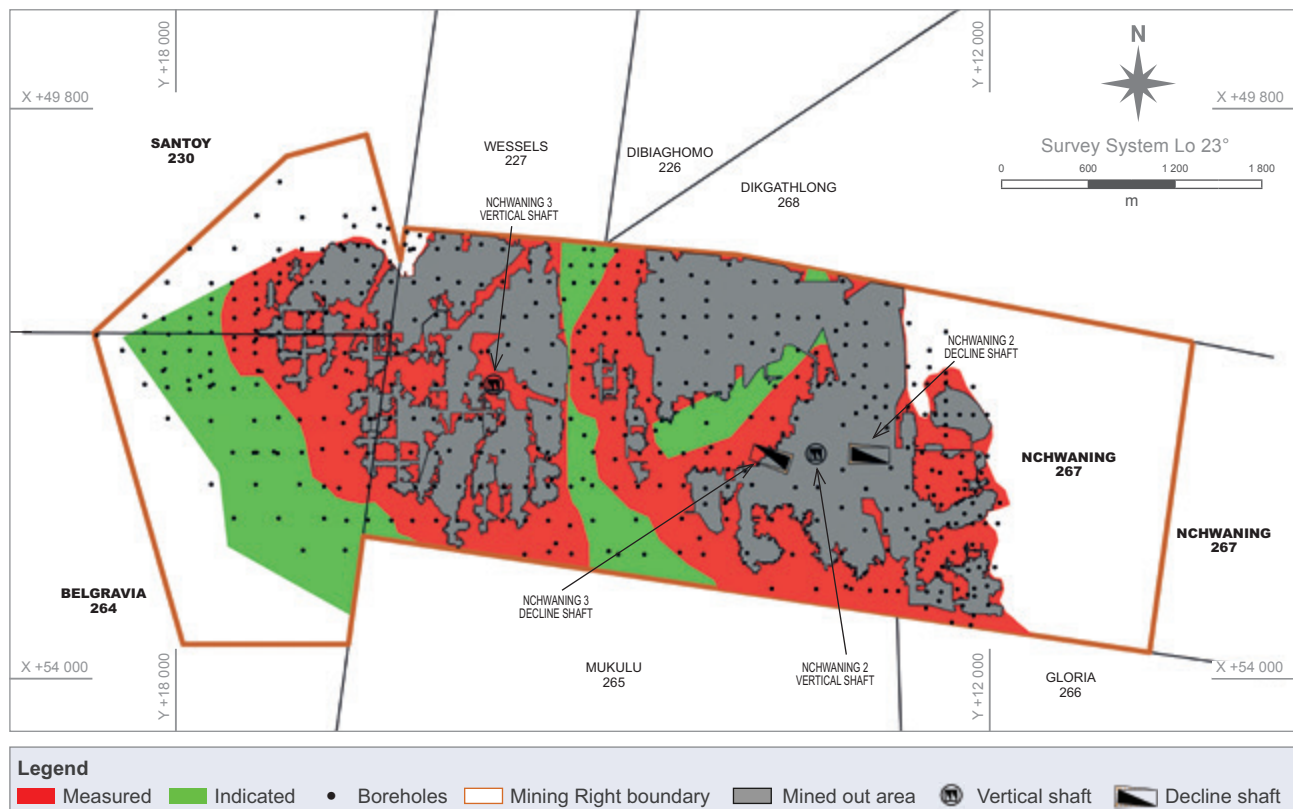 Y +18 000
Y +12 000
N
X +49 800
X +49 800
SANTOY
230
WESSELS
227
DIBIAGHOMO
226
DIKGATHLONG
268
Survey System Lo 23°
0 600 1 200 1 800
m
NCHWANING 3
VERTICAL SHAFT
NCHWANING 2
DECLINE SHAFT
NCHWANING
267
NCHWANING
267
BELGRAVIA
264
NCHWANING 3
DECLINE SHAFT
NCHWANING 2
VERTICAL SHAFT
MUKULU
265
GLORIA
266
X +54 000
X +54 000
Y +18 000
Y +12 000
Legend
Measured Indicated Boreholes Mining Right boundary Mined out area Vertical shaft Decline shaft